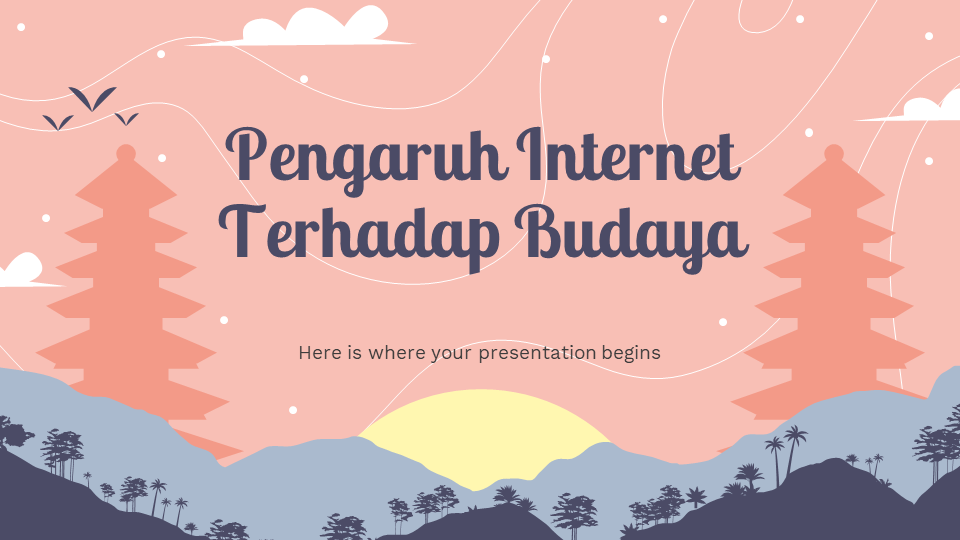 Pengaruh Internet
Terhadap Budaya
Here is where your presentation begins